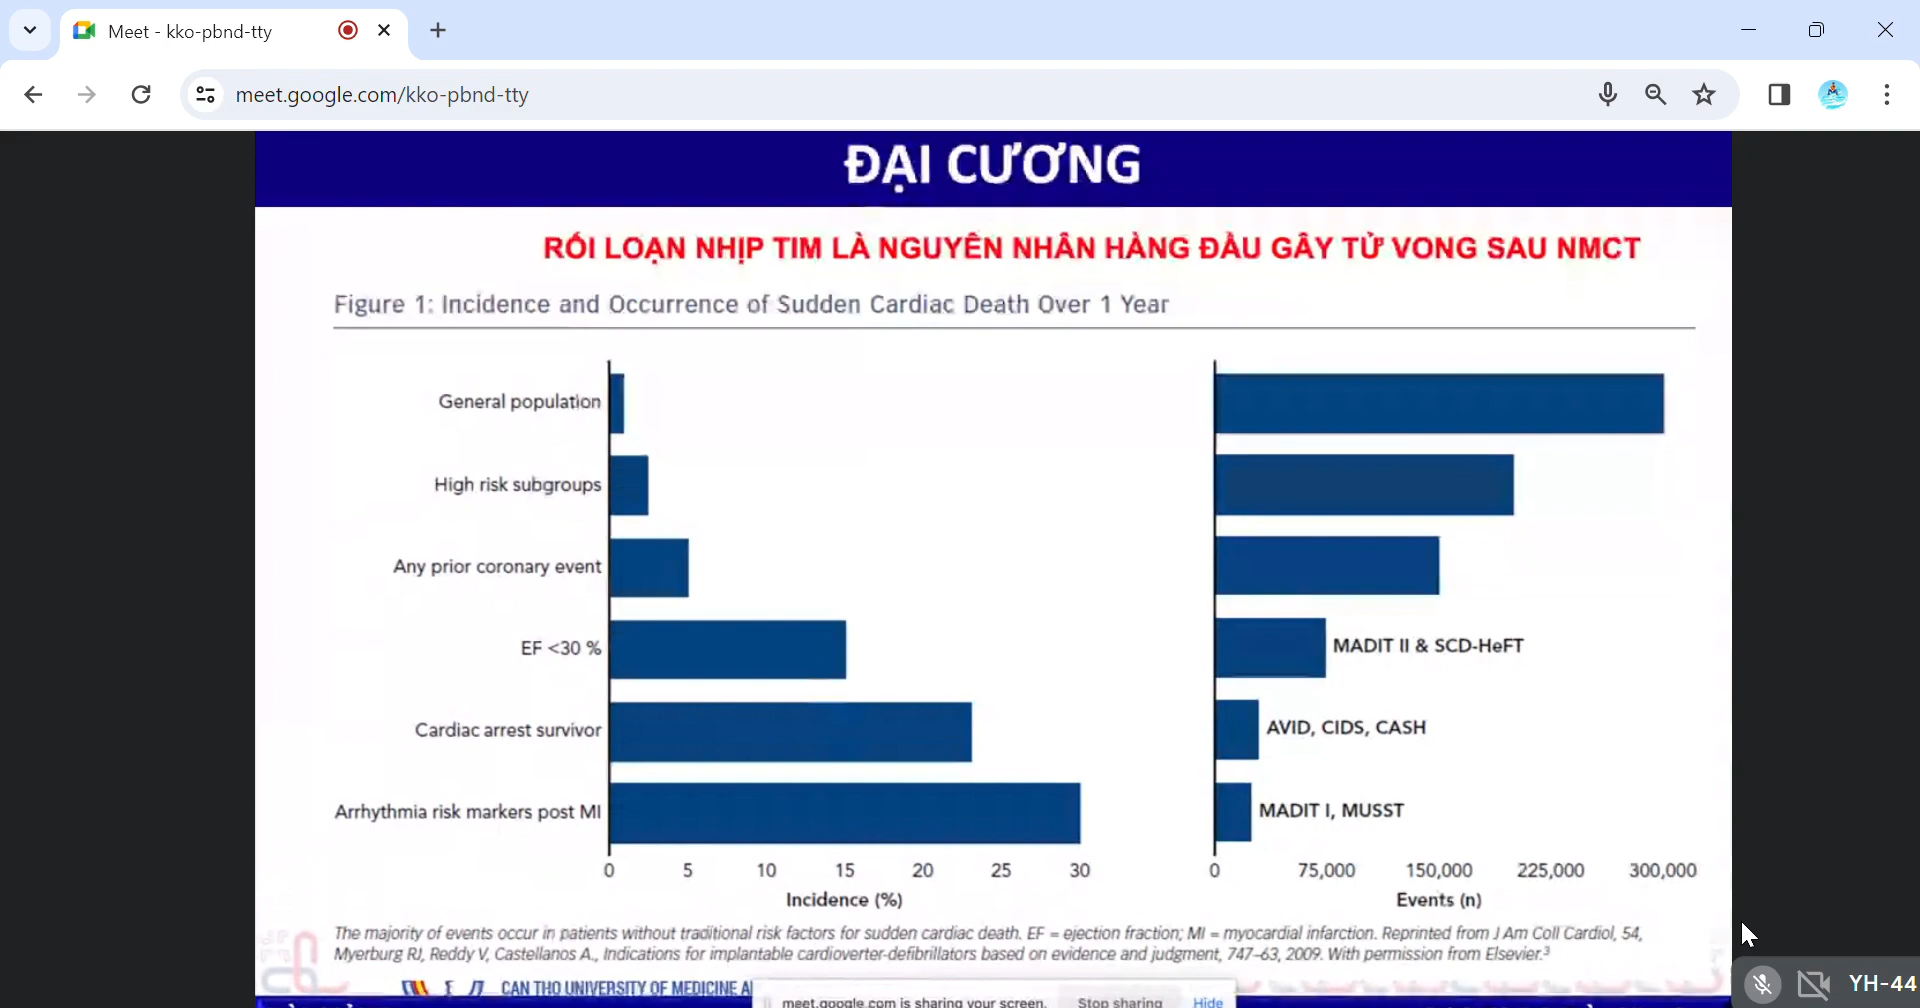 Meet - kko-pbnd-tty
meet.google.com/kko-pbnd-tty
ĐẠI CƯƠNG
RỐI LOẠN NHỊP TIM LÀ NGUYÊN NHÂN HÀNG ĐẦU GÂY TỬ VONG SAU NMCT
Figure 1: Incidence and Occurrence of Sudden Cardiac Death Over 1 Year
General population
High risk subgroups
Any prior coronary event
EF <30 %
Cardiac arrest survivor
Arrhythmia risk markers post MI
0 5 10 15 20 25 30
Incidence (%)
MADIT II & SCD-HeFT
AVID, CIDS, CASH
MADIT I, MUSST
0 75,000 150,000 225,000 300,000
Events (n)
The majority of events occur in patients without traditional risk factors for sudden cardiac death. EF = ejection fraction; MI = myocardial infarction. Reprinted from J Am Coll Cardiol, 54,
Myerburg RJ, Reddy V, Castellanos A., Indications for implantable cardioverter-defibrillators based on evidence and judgment, 747–63, 2009. With permission from Elsevier.³
CAN THO UNIVERSITY OF MEDICINE
meet.google.com is sharing your screen. Stop sharing Hide
YH-44